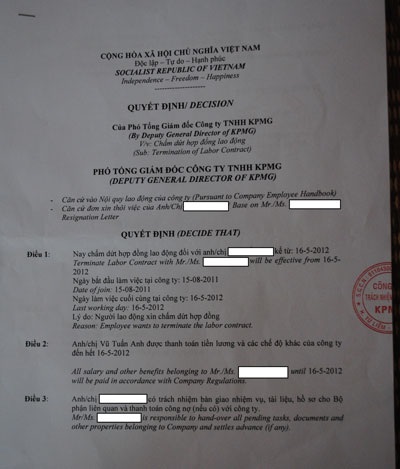 CỘNG HÒA XÃ HỘI CHỦ NGHĨA VIỆT NAM
Độc lập – Tự do – Hạnh phúc
SOCIALIST REPUBLIC OF VIETNAM
Independence – Freedom – Happiness
QUYẾT ĐỊNH/ DECISION
Của Phó Tổng Giám đốc Công ty TNHH KPMG
(By Deputy General Director of KPMG)
V/v: Chấm dứt hợp đồng lao động
(Sub: Termination of Labor Contract)
PHÓ TỔNG GIÁM ĐỐC CÔNG TY TNHH KPMG
(DEPUTY GENERAL DIRECTOR OF KPMG)
- Căn cứ vào Nội quy lao động của công ty (Pursuant to Company Employee Handbook)
- Căn cứ đơn xin thôi việc của Anh/Chị Base on Mr./Ms.
Resignation Letter
QUYẾT ĐỊNH (DECIDE THAT)
Điều 1: Nay chấm dứt hợp đồng lao động đối với anh/chị kể từ: 16-5-2012
Terminate Labor Contract with Mr./Ms. will be effective from 16-5-
2012
Ngày bắt đầu làm việc tại công ty: 15-08-2011
Date of join: 15-08-2011
Ngày làm việc cuối cùng tại công ty: 16-5-2012
Last working day: 16-5-2012
Lý do: Người lao động xin chấm dứt hợp đồng
Reason: Employee wants to terminate the labor contract.
Điều 2: Anh/chị Vũ Tuấn Anh được thanh toán tiền lương và các chế độ khác của công ty
đến hết 16-5-2012
All salary and other benefits belonging to Mr./Ms. until 16-5-2012
will be paid in accordance with Company Regulations.
Điều 3: Anh/chị có trách nhiệm bàn giao nhiệm vụ, tài liệu, hồ sơ cho Bộ
phận liên quan và thanh toán công nợ (nếu có) với công ty.
Mr./Ms. is responsible to hand-over all pending tasks, documents and
other properties belonging to Company and settle advance (if any).
CÔNG
TRÁCH NHIỆM
KPM